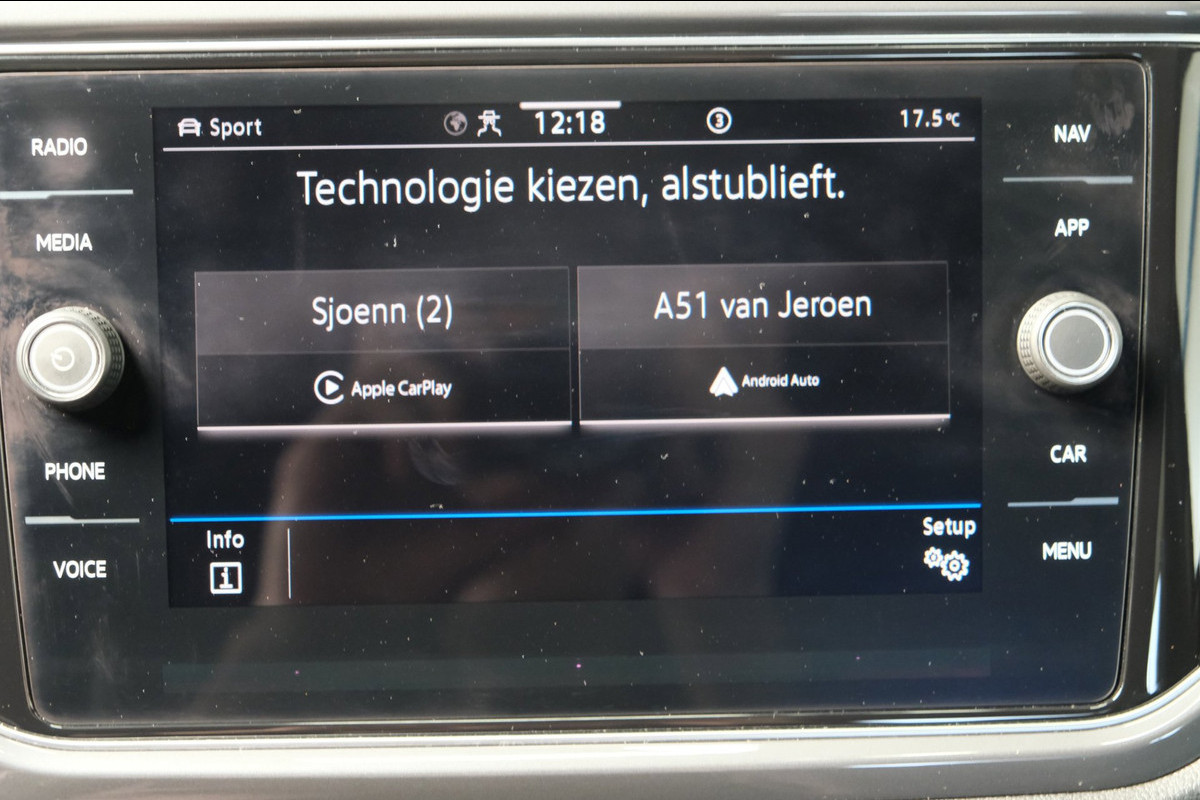 RADIO
MEDIA
PHONE
VOICE
Sport
12:18
3
17.5°C
Technologie kiezen, alstublieft.
Sjoenn (2)
Apple CarPlay
A51 van Jeroen
Android Auto
Info
i
Setup
NAV
APP
CAR
MENU